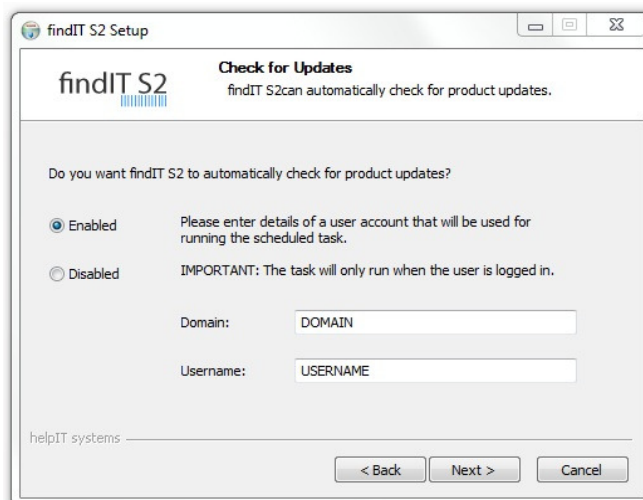 findIT S2 Setup
findIT S2
Check for Updates
findIT S2can automatically check for product updates.
Do you want findIT S2 to automatically check for product updates?
Enabled
Please enter details of a user account that will be used for
running the scheduled task.
Disabled
IMPORTANT: The task will only run when the user is logged in.
Domain:
DOMAIN
Username:
USERNAME
helpIT systems
< Back
Next >
Cancel